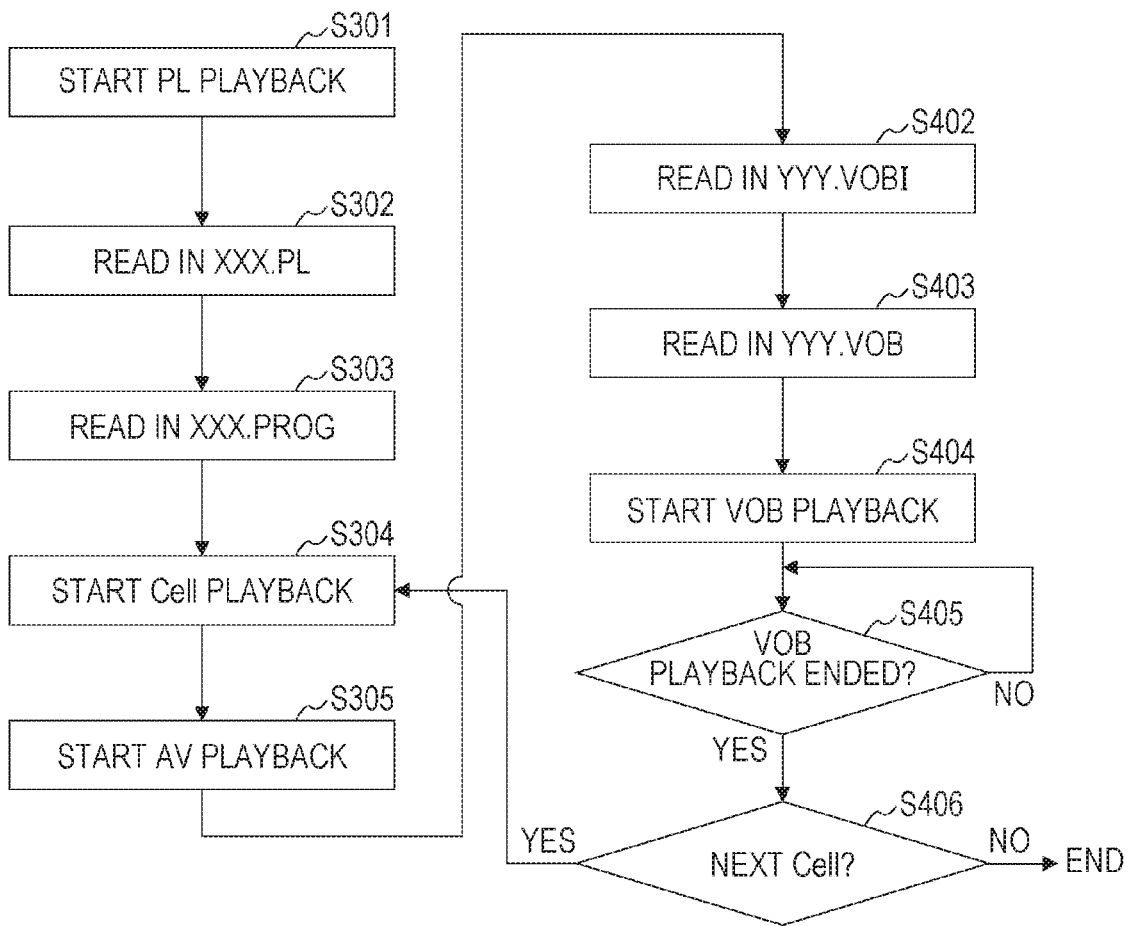 S301
START PL PLAYBACK
S302
READ IN XXX.PL
S303
READ IN XXX.PROG
S304
START Cell PLAYBACK
S305
START AV PLAYBACK
S402
READ IN YYY.VOBI
S403
READ IN YYY.VOB
S404
START VOB PLAYBACK
S405
VOB
PLAYBACK ENDED?
NO
YES
S406
NEXT Cell?
YES
NO
END